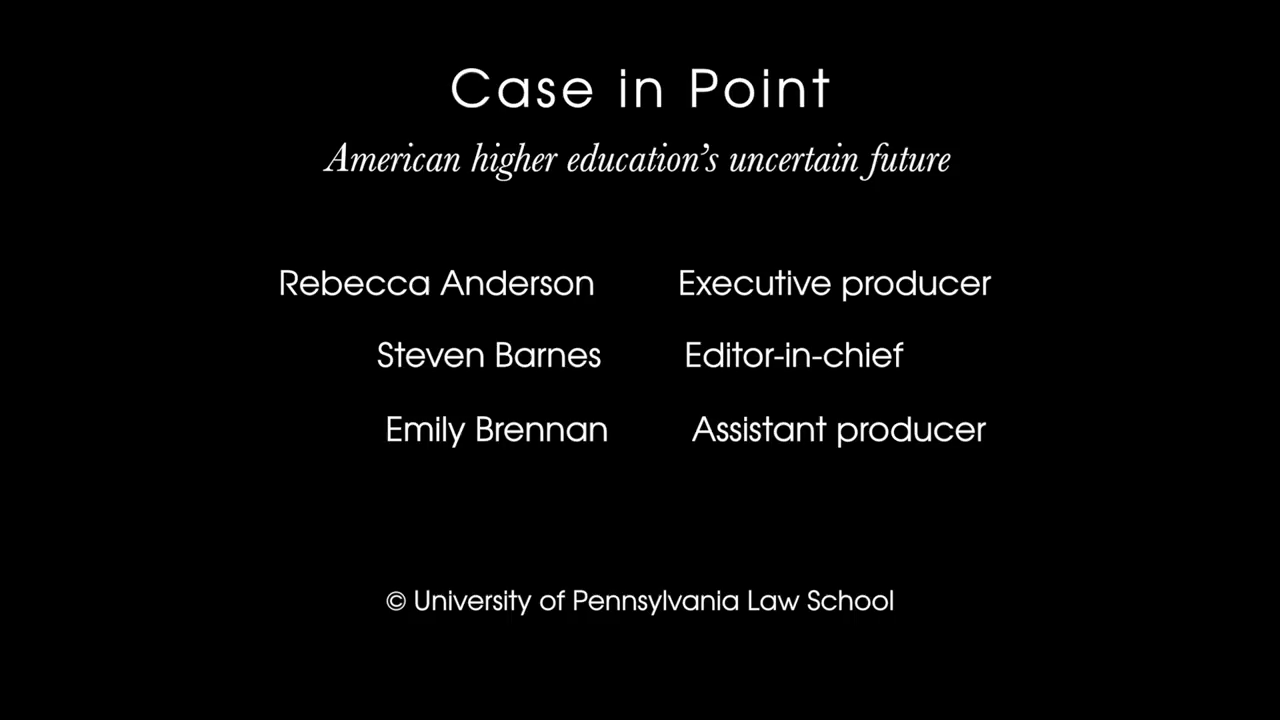 Case in Point
American higher education’s uncertain future
Rebecca Anderson Executive producer
Steven Barnes Editor-in-chief
Emily Brennan Assistant producer
© University of Pennsylvania Law School